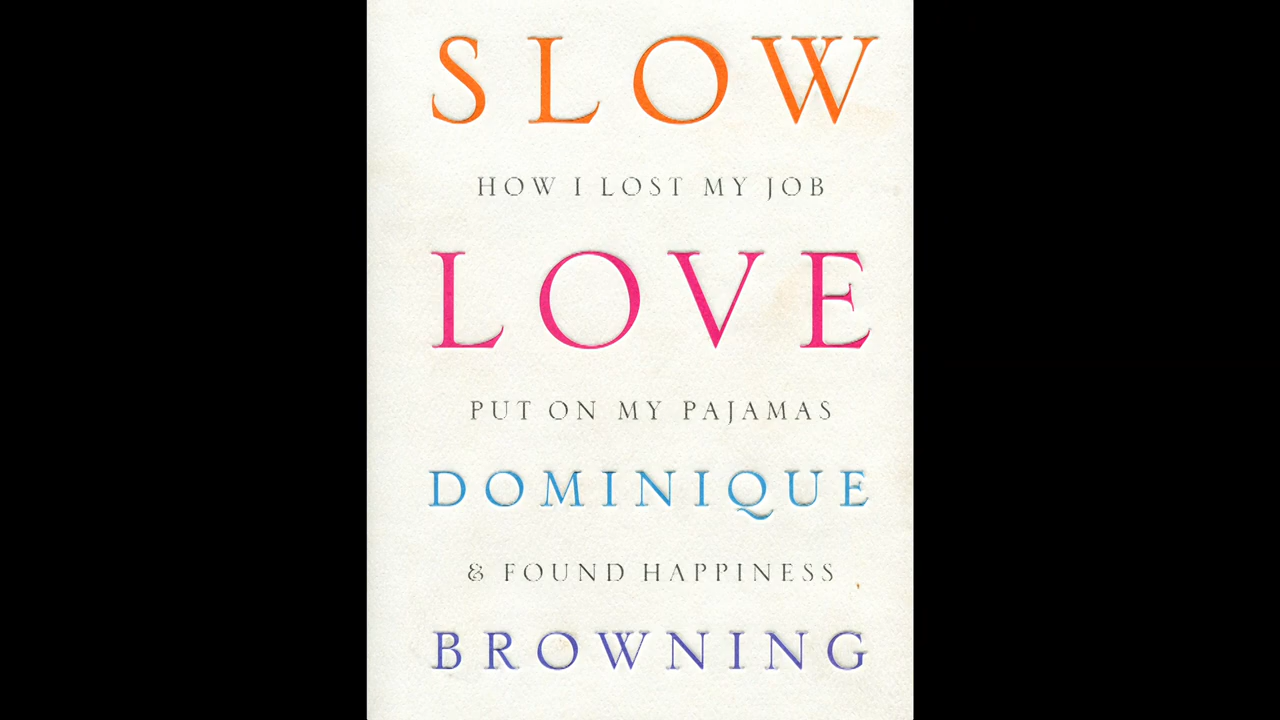 SLOW
HOW I LOST MY JOB
LOVE
PUT ON MY PAJAMAS
DOMINIQUE
& FOUND HAPPINESS
BROWNING